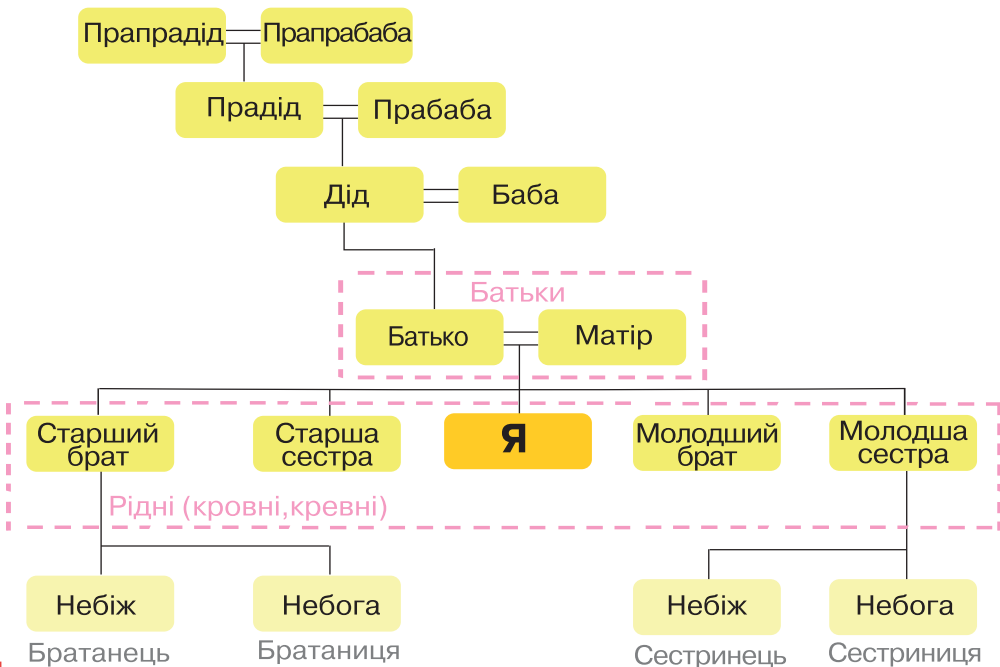 Прапрадід Прапрабаба
Прадід Прабаба
Дід Баба
Батьки
Батько Матір
Старший
брат
Старша
сестра
Я
Молодший
брат
Молодша
сестра
Рідні (кровні,кревні)
Небіж Небога Небіж Небога
Братанець Братаниця Сестринець Сестриниця